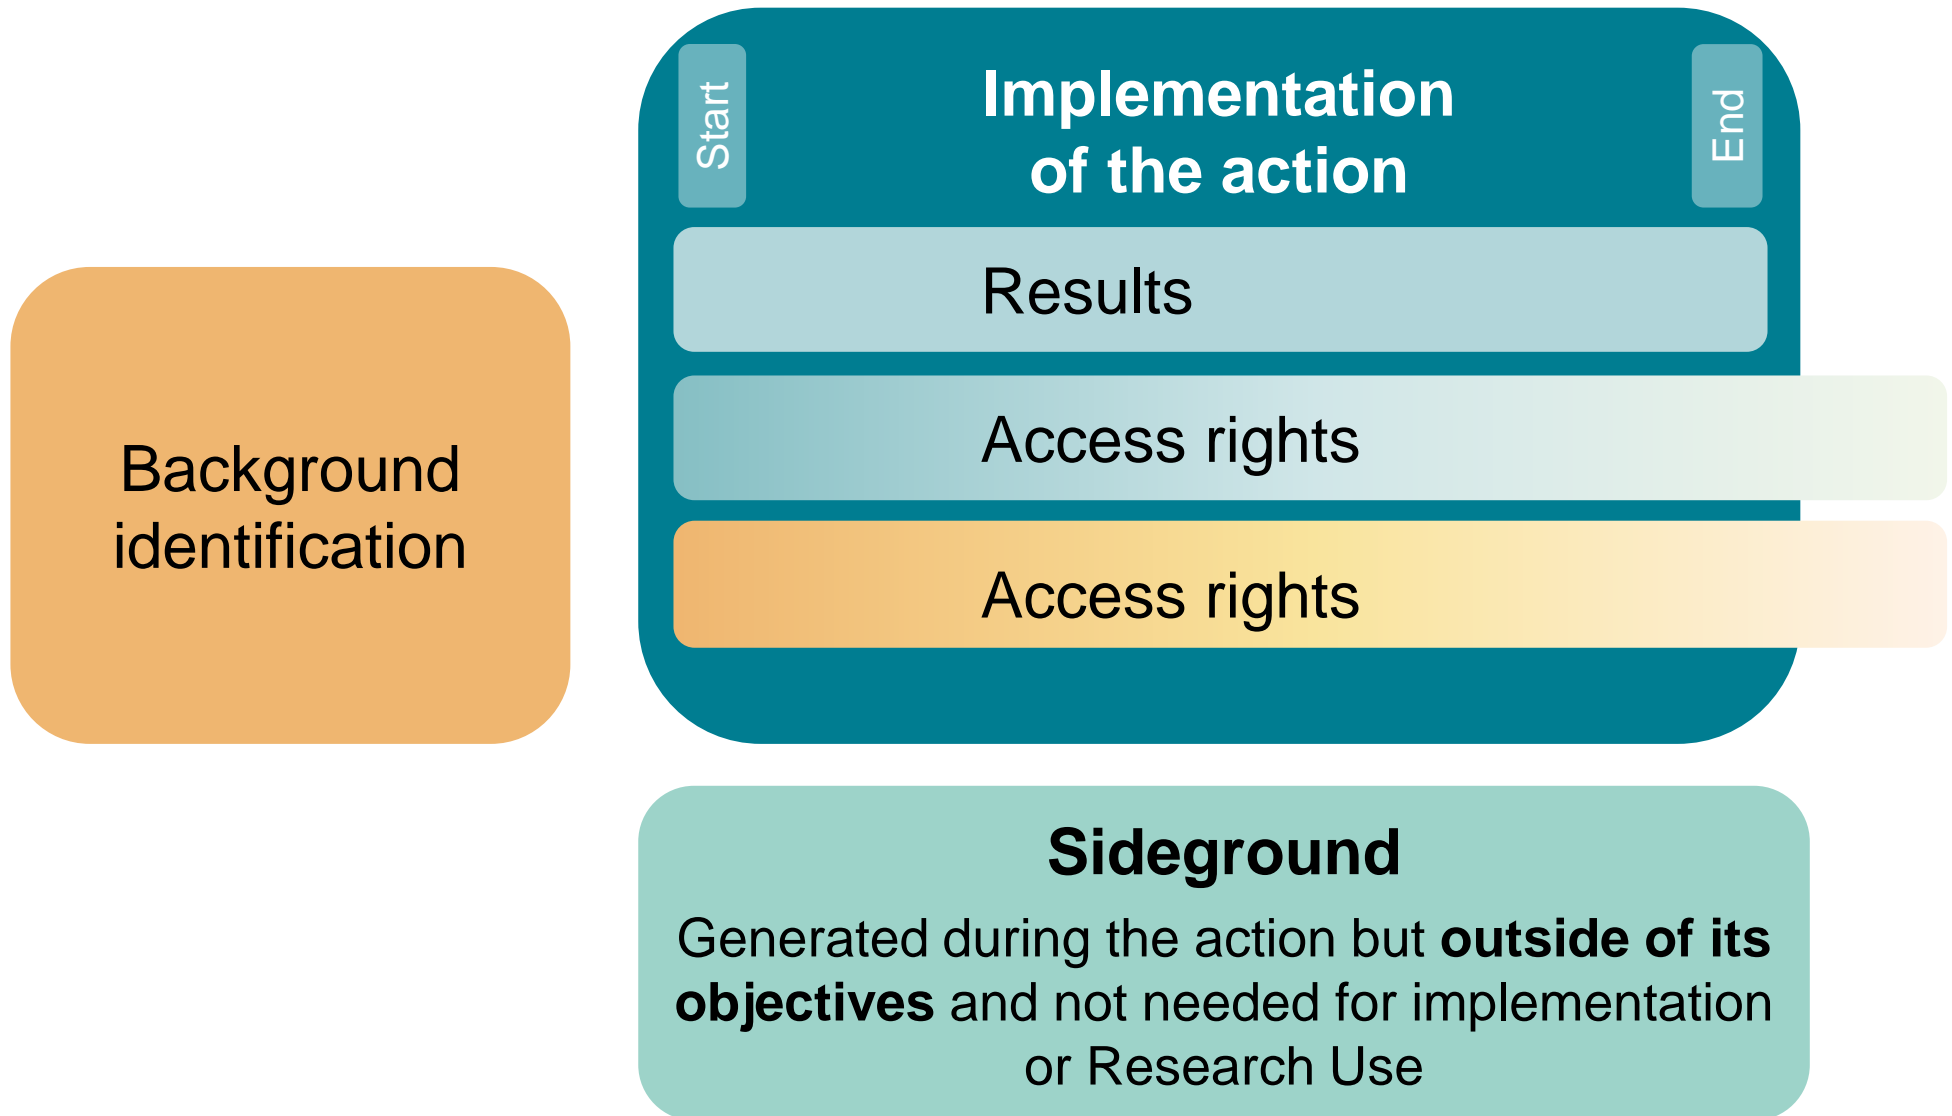 Start
Implementation
of the action
End
Results
Access rights
Access rights
Background
identification
Sideground
Generated during the action but outside of its
objectives and not needed for implementation
or Research Use